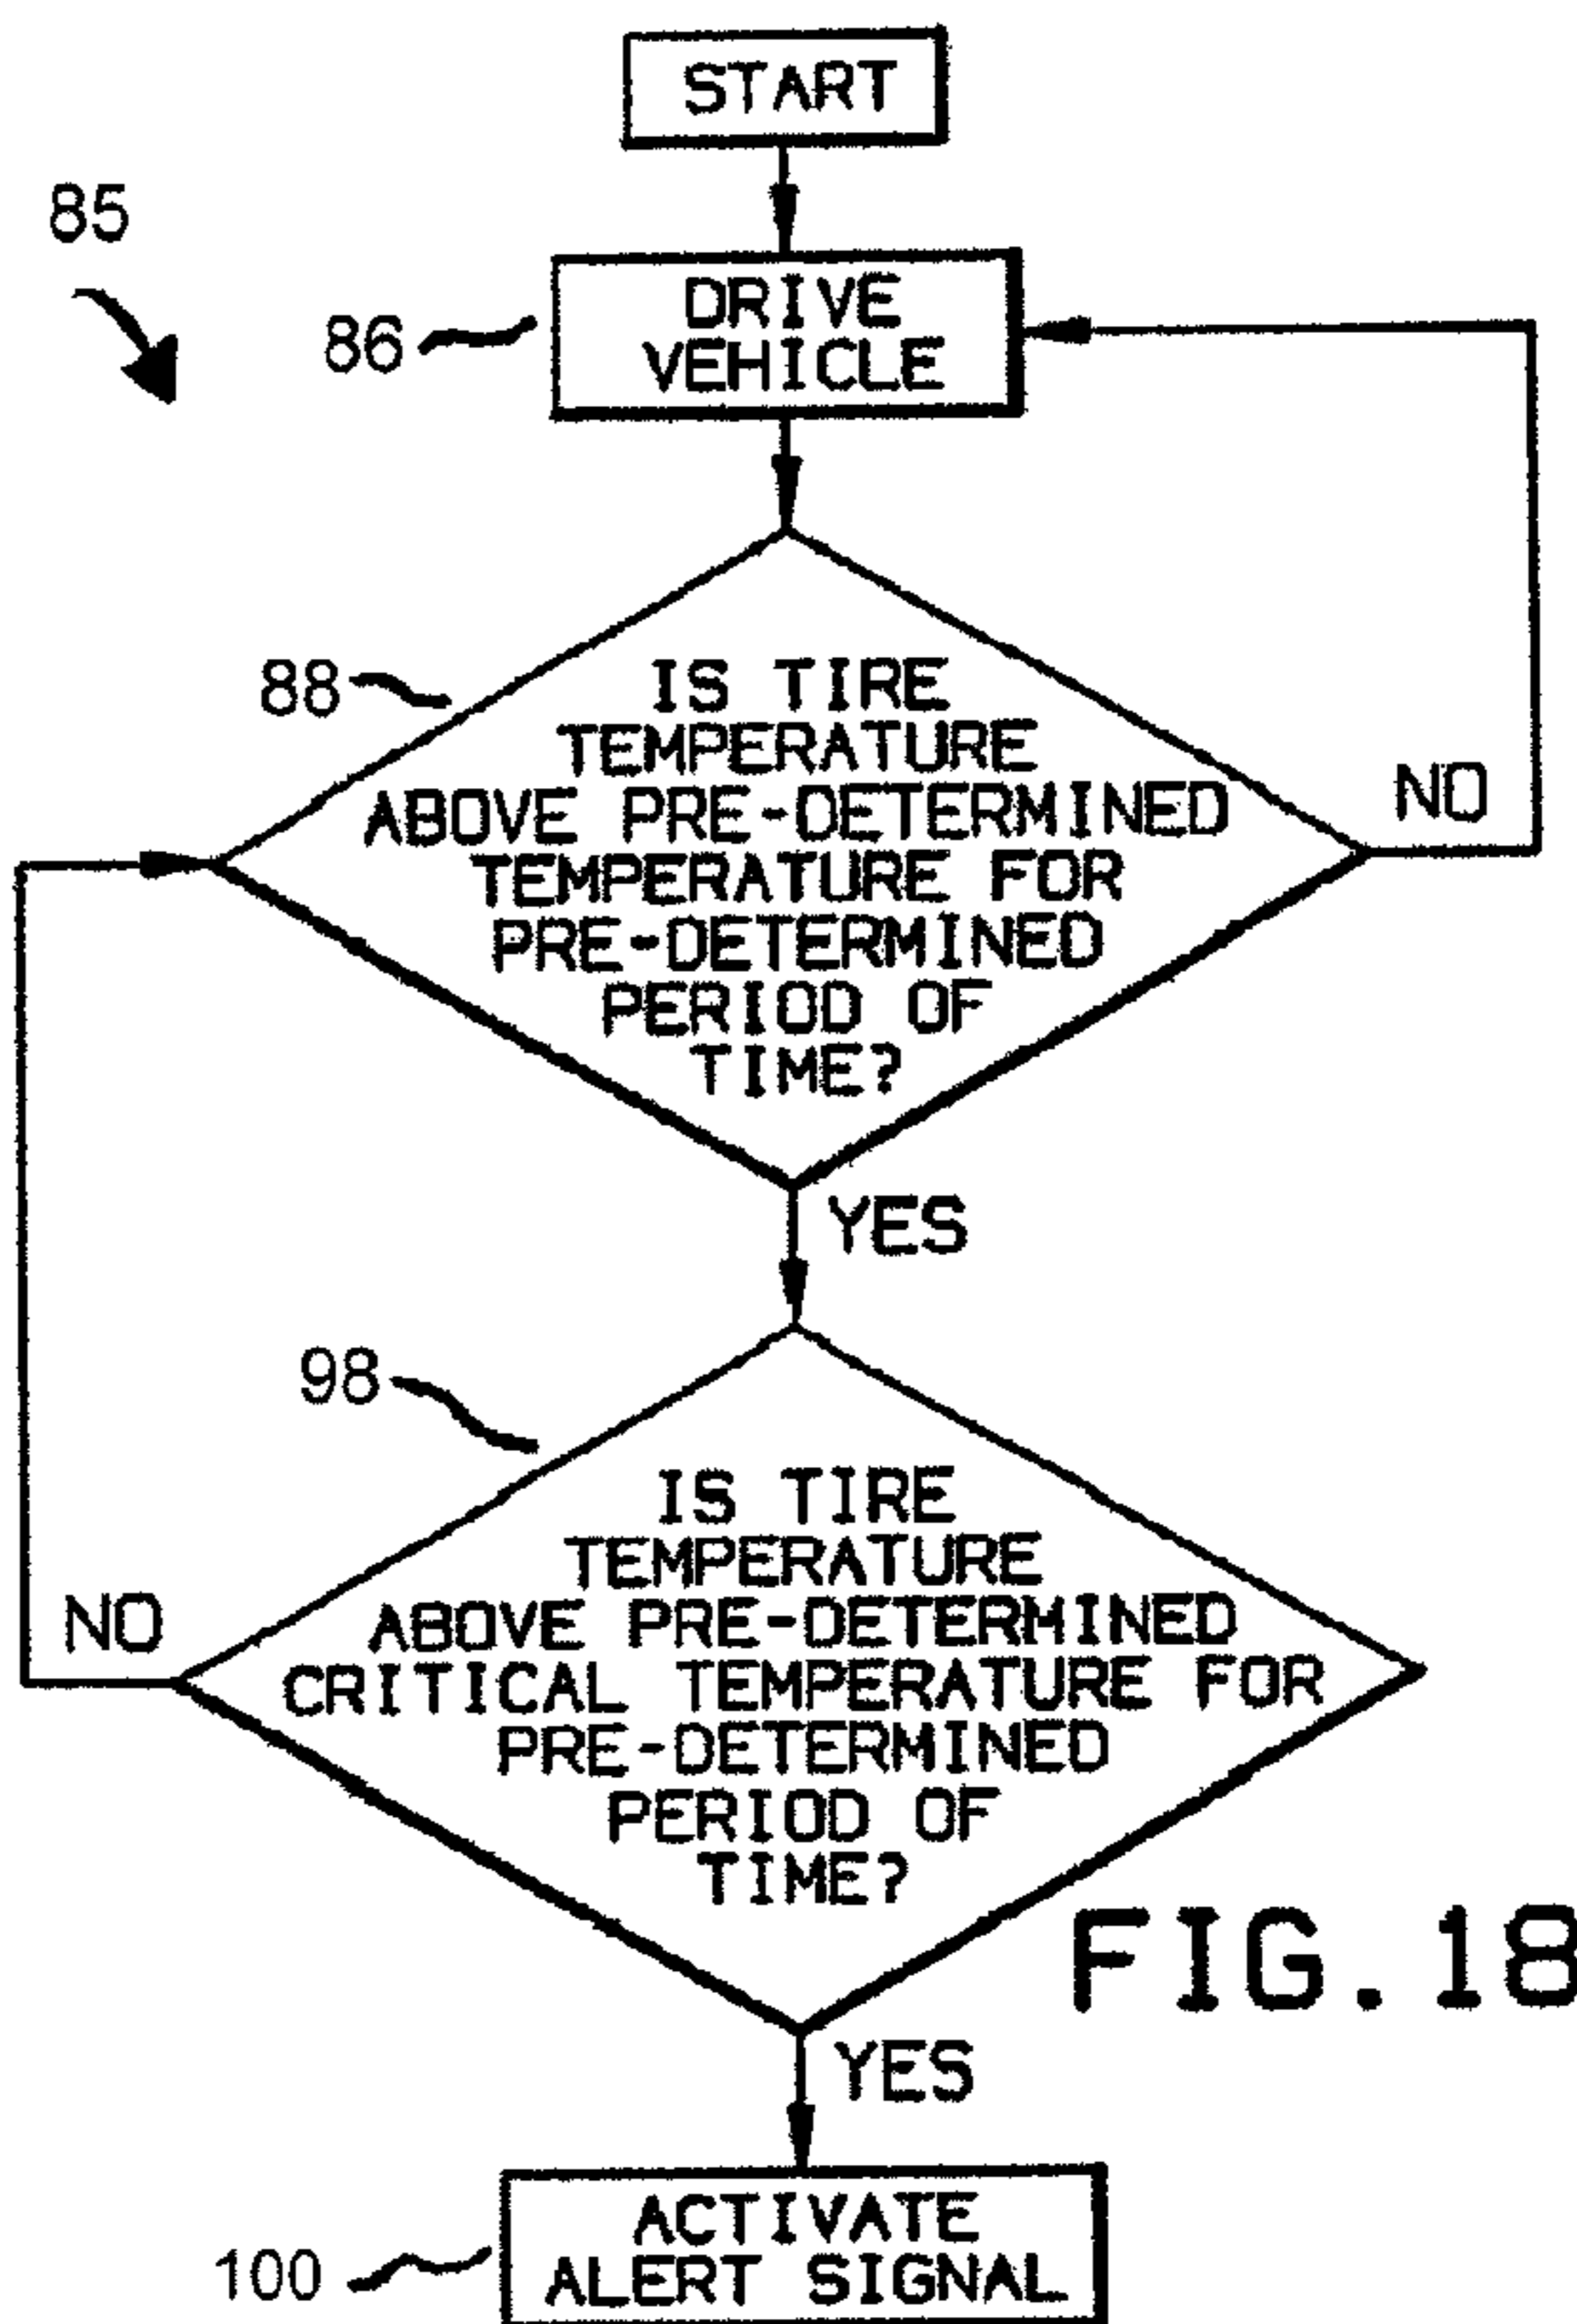 START
85
86
DRIVE
VEHICLE
88
IS TIRE
TEMPERATURE
ABOVE PRE-DETERMINED
TEMPERATURE FOR
PRE-DETERMINED
PERIOD OF
TIME?
NO
YES
98
IS TIRE
TEMPERATURE
ABOVE PRE-DETERMINED
CRITICAL TEMPERATURE FOR
PRE-DETERMINED
PERIOD OF
TIME?
NO
FIG.18
YES
100
ACTIVATE
ALERT SIGNAL